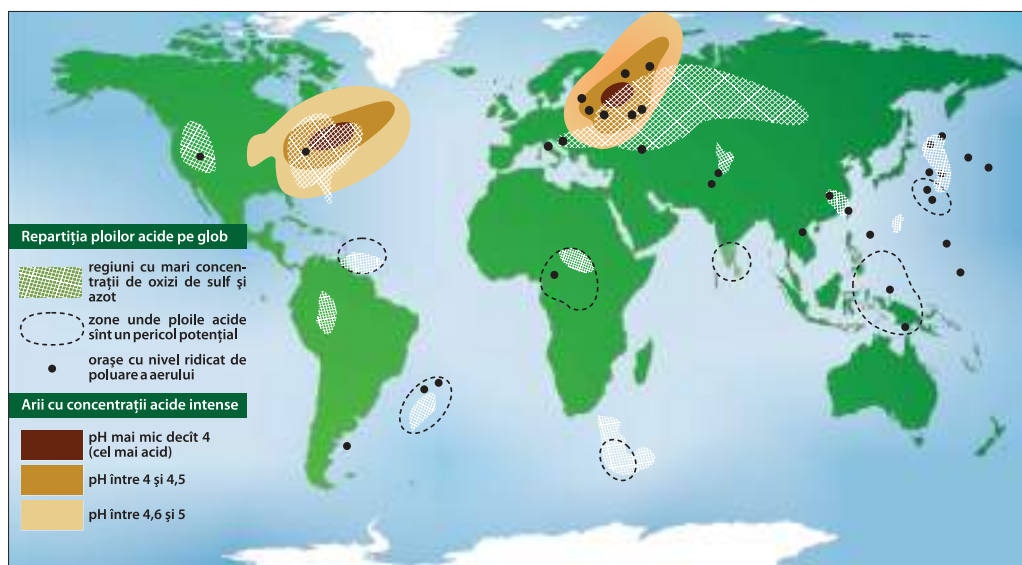 Repartiția ploilor acide pe glob
regiuni cu mari concen-
trații de oxizi de sulf și
azot
zone unde ploile acide
sînt un pericol potențial
orașe cu nivel ridicat de
poluare a aerului
Arii cu concentrații acide intense
pH mai mic decît 4
(cel mai acid)
pH între 4 și 4,5
pH între 4,6 și 5